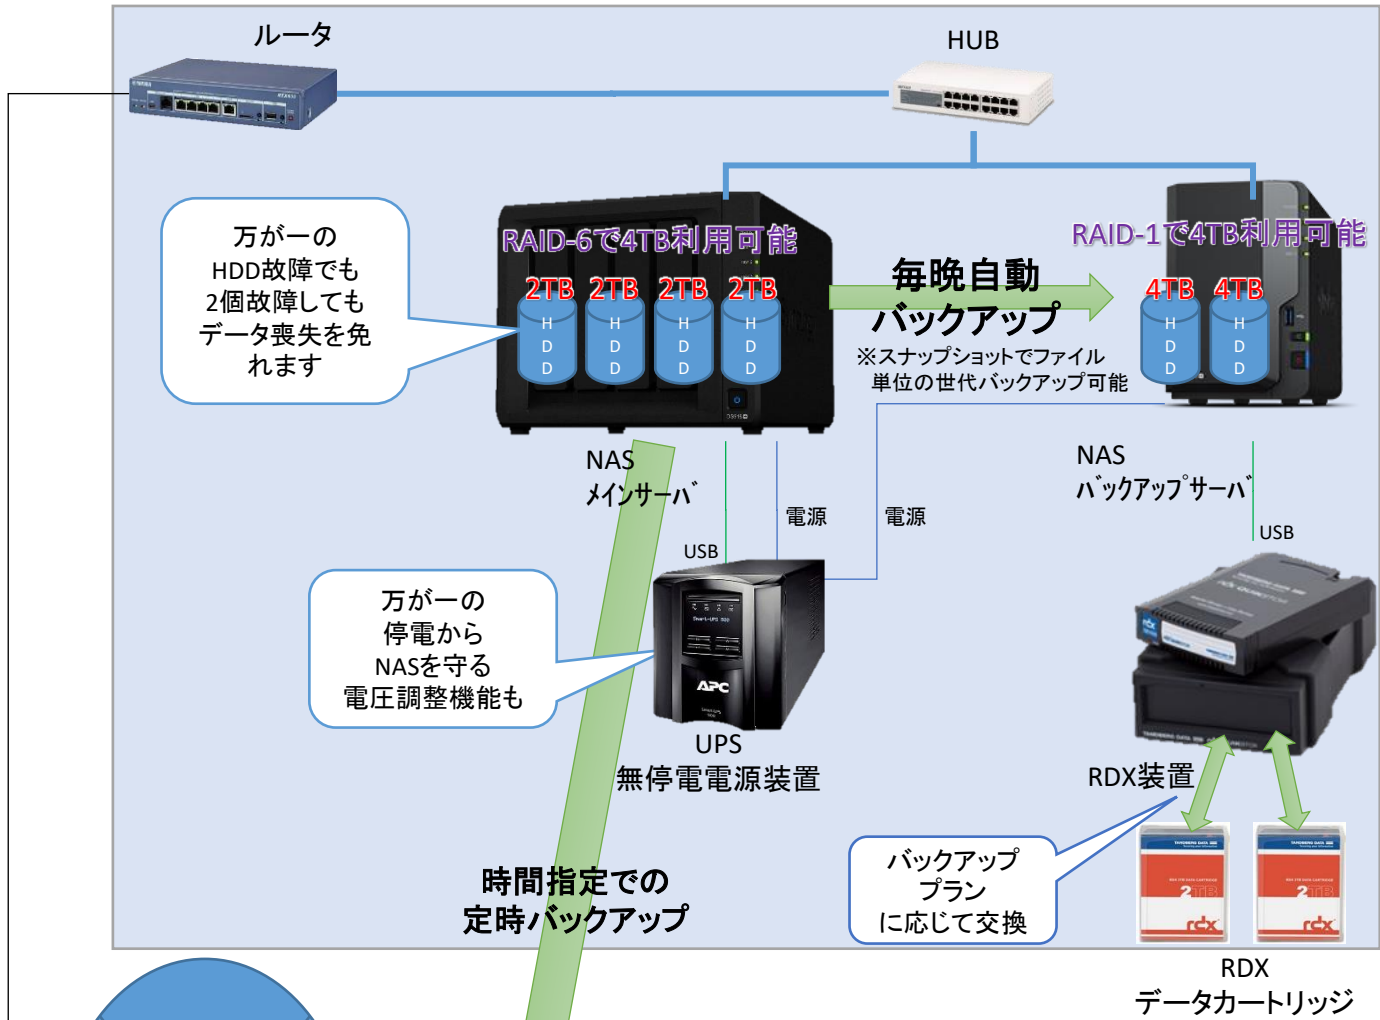 ルータ
HUB
万が一の
HDD故障でも
2個故障しても
データ喪失を免
れます
RAID-6で4TB利用可能
2TB 2TB 2TB 2TB
HDD HDD HDD HDD
毎晩自動
バックアップ
※スナップショットでファイル
単位の世代バックアップ可能
RAID-1で4TB利用可能
4TB 4TB
HDD HDD
NAS
ﾒｲﾝサーバ
NAS
ﾊﾞｯｸｱｯﾌﾟサーバ
USB
電源
電源
USB
万が一の
停電から
NASを守る
電圧調整機能も
APC
UPS
無停電電源装置
RDX装置
バックアップ
プラン
に応じて交換
時間指定での
定時バックアップ
TANDBERG DATA
2TB
rdx
TANDBERG DATA
2TB
rdx
RDX
データカートリッジ